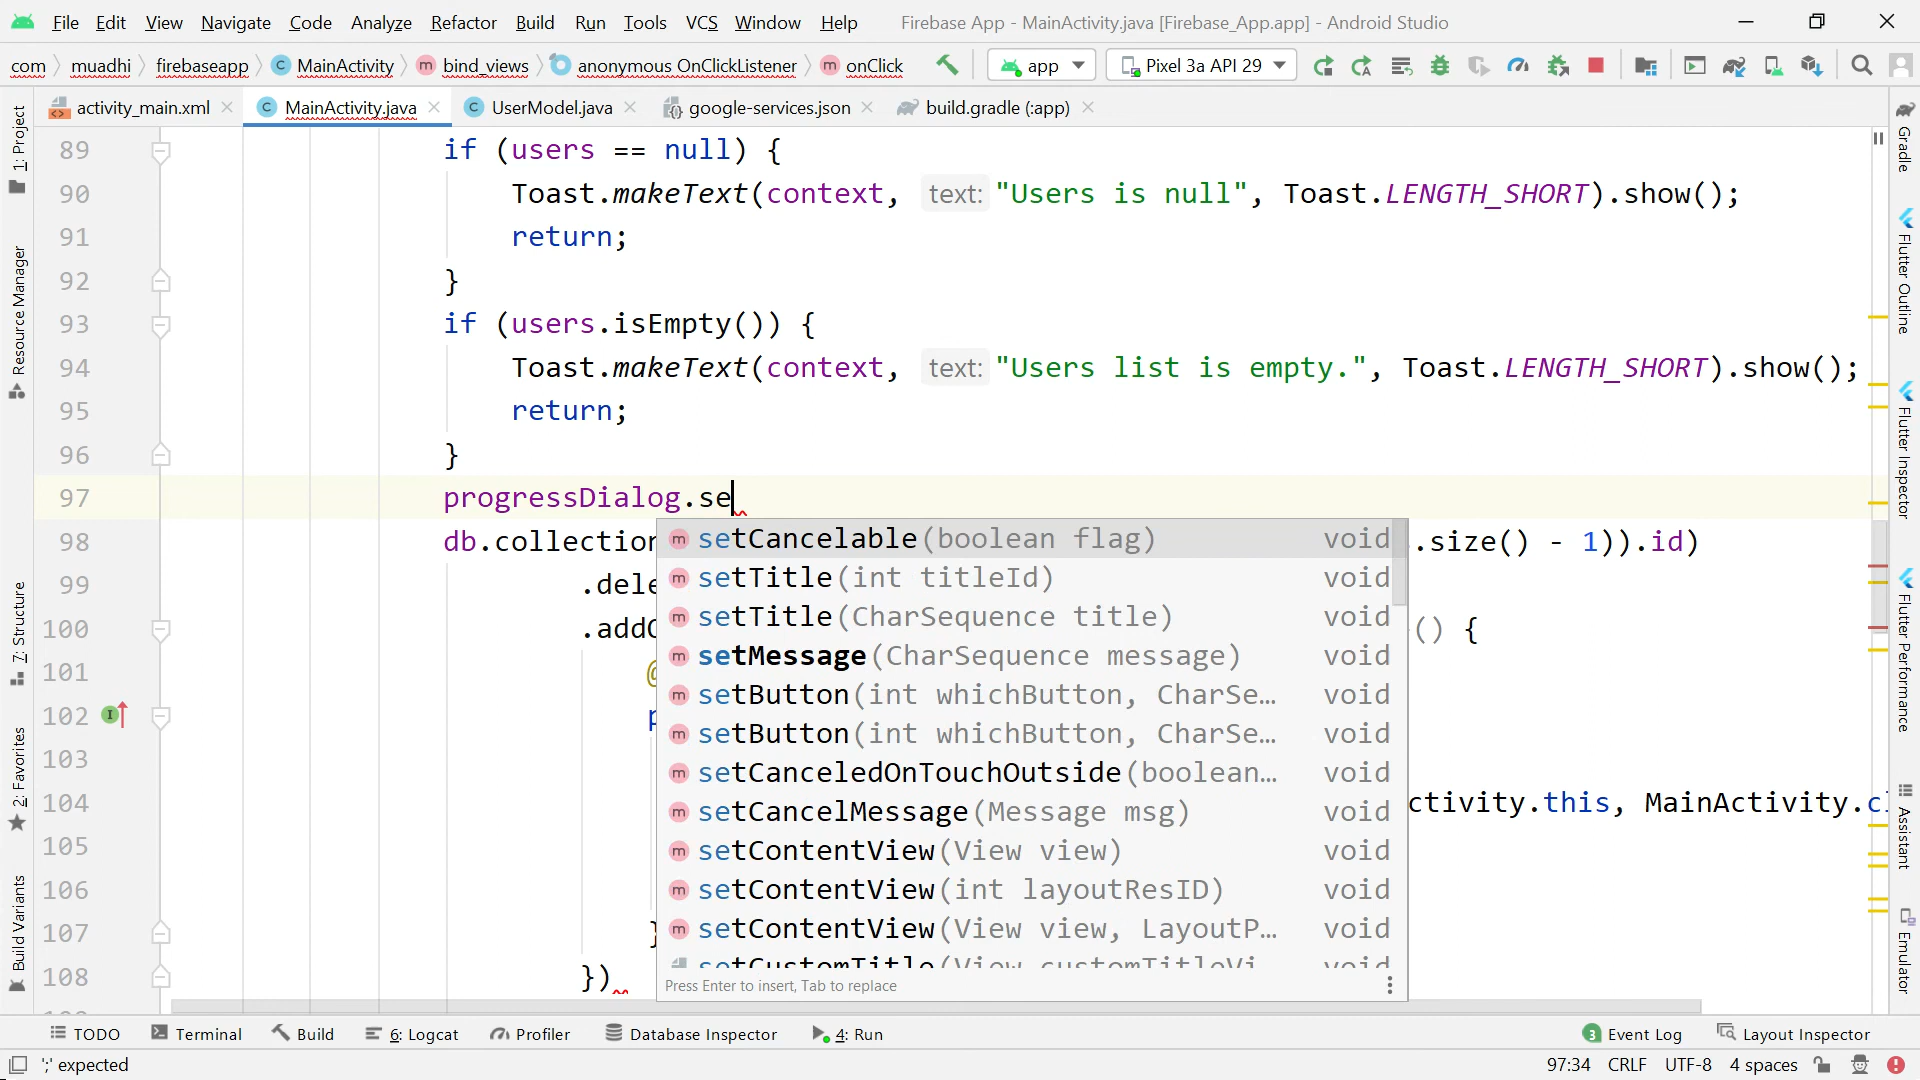 File Edit View Navigate Code Analyze Refactor Build Run Tools VCS Window Help Firebase App - MainActivity.java [Firebase_App.app] - Android Studio
com muadhi firebaseapp C MainActivity m bind_views anonymous OnClickListener m onClick app Pixel 3a API 29
activity_main.xml C MainActivity.java C UserModel.java google-services.json build.gradle (:app)
89 if (users == null) {
90 Toast.makeText(context, text: "Users is null", Toast.LENGTH_SHORT).show();
91 return;
92 }
93 if (users.isEmpty()) {
94 Toast.makeText(context, text: "Users list is empty.", Toast.LENGTH_SHORT).show();
95 return;
96 }
97 progressDialog.se
98 db.collection .size() - 1)).id)
99 .dele
100 .addO () {
101 @
102 p
103
104 ctivity.this, MainActivity.cl
105
106
107 }
108 })
m setCancelable(boolean flag) void
m setTitle(int titleId) void
m setTitle(CharSequence title) void
m setMessage(CharSequence message) void
m setButton(int whichButton, CharSe… void
m setButton(int whichButton, CharSe… void
m setCanceledOnTouchOutside(boolean… void
m setCancelMessage(Message msg) void
m setContentView(View view) void
m setContentView(int layoutResID) void
m setContentView(View view, LayoutP… void
setCustomTitle(View customTitleVi void
Press Enter to insert, Tab to replace
1: Project
Resource Manager
7: Structure
2: Favorites
Build Variants
Gradle
Flutter Outline
Flutter Inspector
Flutter Performance
Assistant
Emulator
TODO Terminal Build 6: Logcat Profiler Database Inspector 4: Run 3 Event Log Layout Inspector
';' expected 97:34 CRLF UTF-8 4 spaces